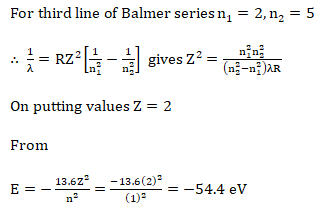 For third line of Balmer series n₁ = 2, n₂ = 5
∴ 1/λ = RZ²[1/n₁² − 1/n₂²] gives Z² = n₁²n₂²/(n₂²−n₁²)λR
On putting values Z = 2
From
E = − 13.6Z²/n² = −13.6(2)²/(1)² = −54.4 eV